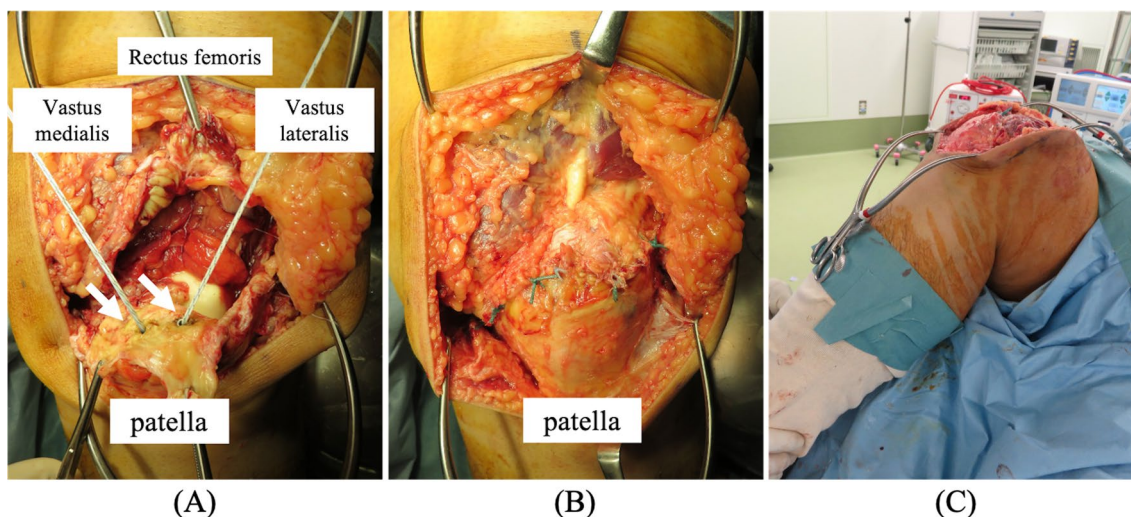 Rectus femoris
Vastus
medialis
Vastus
lateralis
patella
patella
(A)
(B)
(C)